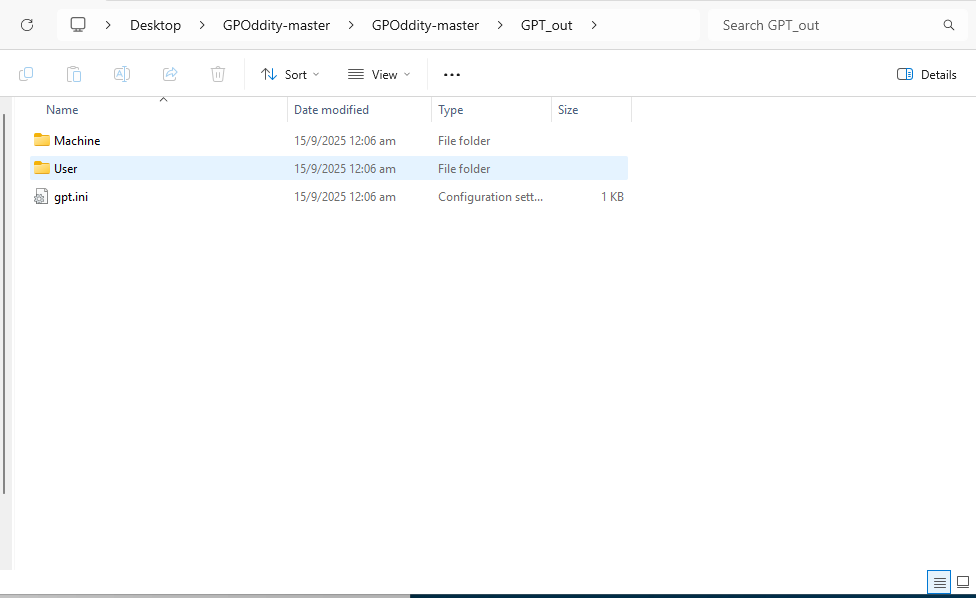 Desktop > GPOddity-master > GPOddity-master > GPT_out >
Search GPT_out
Sort
View
Details
Name Date modified Type Size
Machine 15/9/2025 12:06 am File folder
User 15/9/2025 12:06 am File folder
gpt.ini 15/9/2025 12:06 am Configuration sett... 1 KB